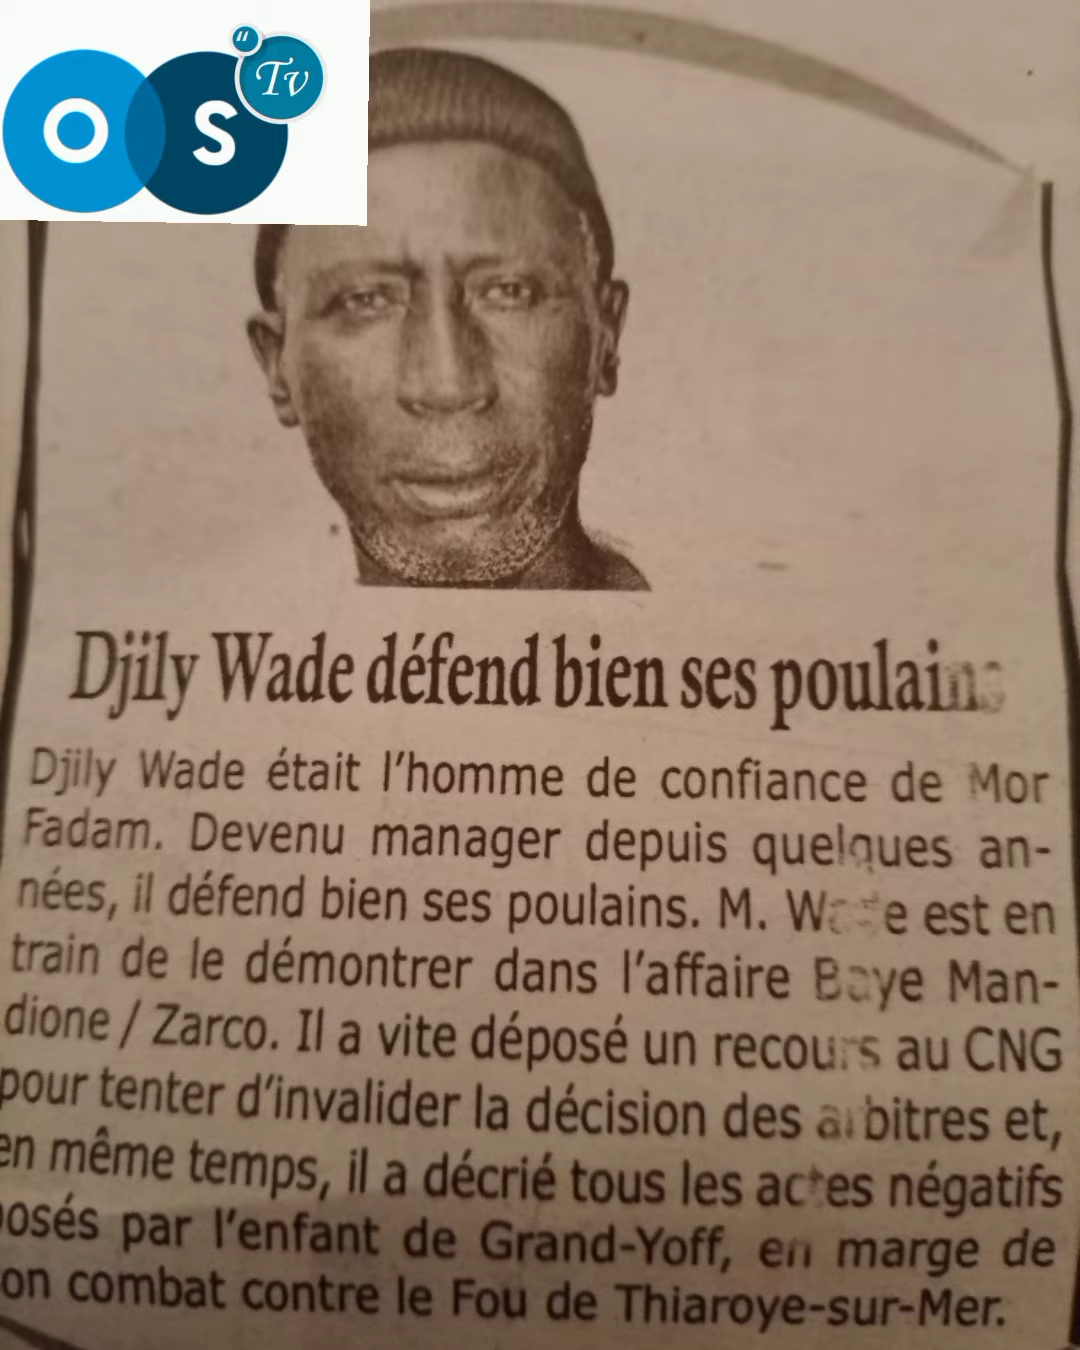 OS
" Tv
Djily Wade défend bien ses poulains
Djily Wade était l'homme de confiance de Mor
Fadam. Devenu manager depuis quelques an-
nées, il défend bien ses poulains. M. Wade est en
train de le démontrer dans l'affaire Baye Man-
dione / Zarco. Il a vite déposé un recours au CNG
pour tenter d'invalider la décision des arbitres et,
en même temps, il a décrié tous les actes négatifs
posés par l'enfant de Grand-Yoff, en marge de
on combat contre le Fou de Thiaroye-sur-Mer.